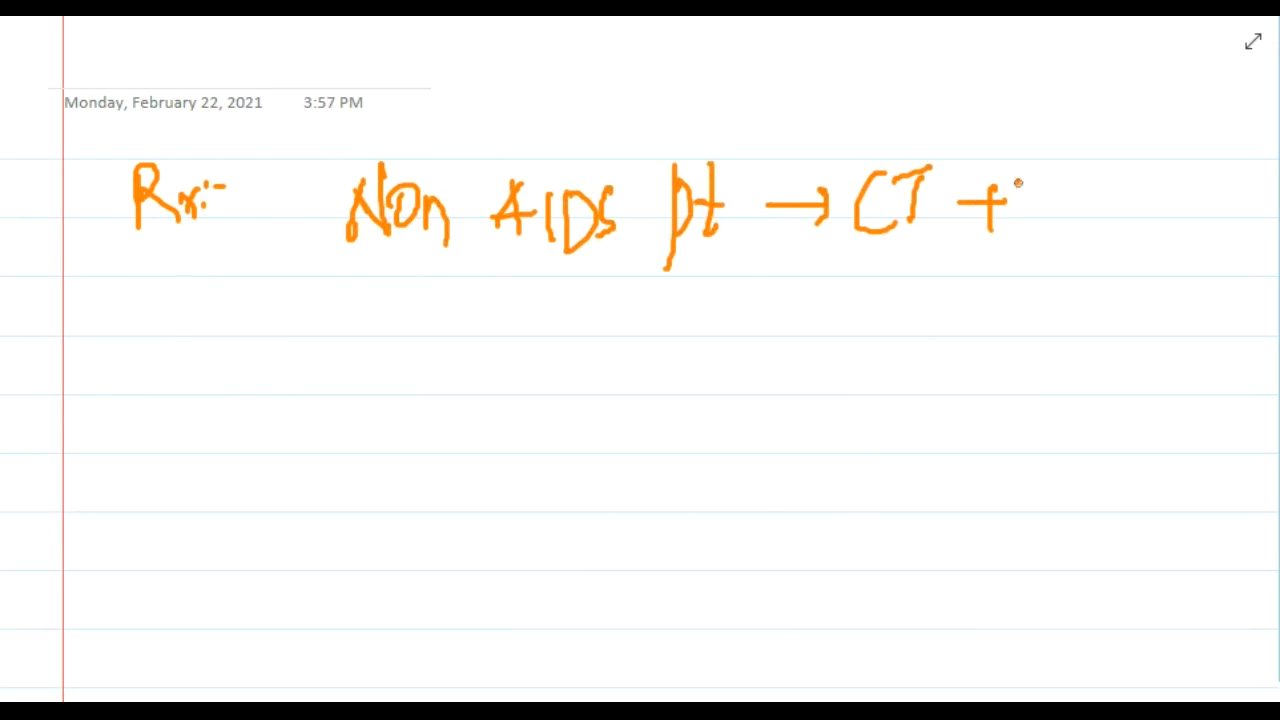 Monday, February 22, 2021 3:57 PM
Rx:- Non AIDS pt → CT +